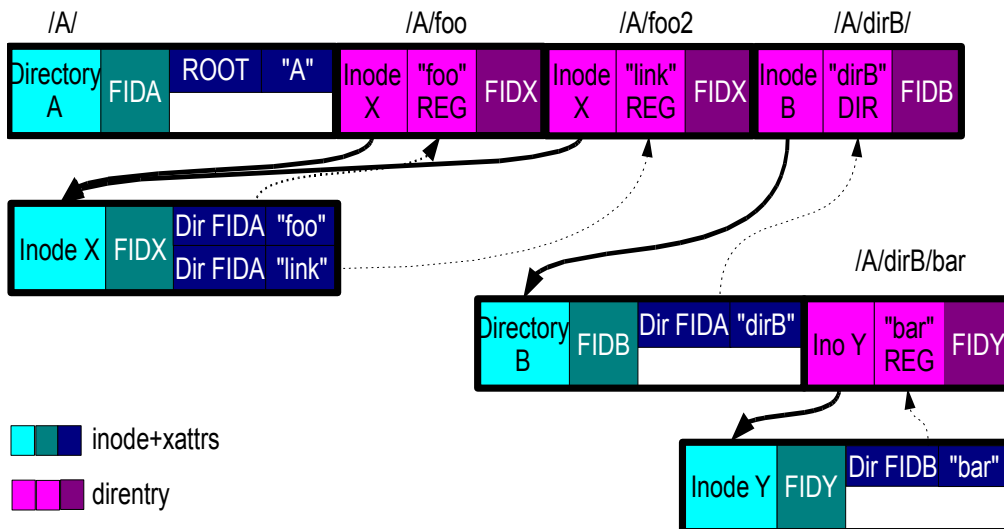 /A/ /A/foo /A/foo2 /A/dirB/
Directory A FIDA ROOT "A" Inode X "foo" REG FIDX Inode X "link" REG FIDX Inode B "dirB" DIR FIDB
Inode X FIDX Dir FIDA "foo"
Dir FIDA "link"
/A/dirB/bar
Directory B FIDB Dir FIDA "dirB" Ino Y "bar" REG FIDY
inode+xattrs
Inode Y FIDY Dir FIDB "bar"
direntry